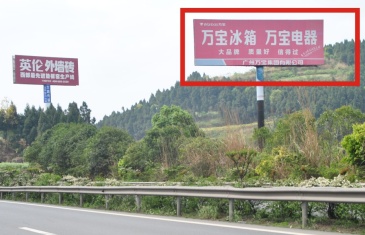 英伦外墙砖
万宝冰箱 万宝电器
大品牌 质量好 值得过
广州万宝集团有限公司